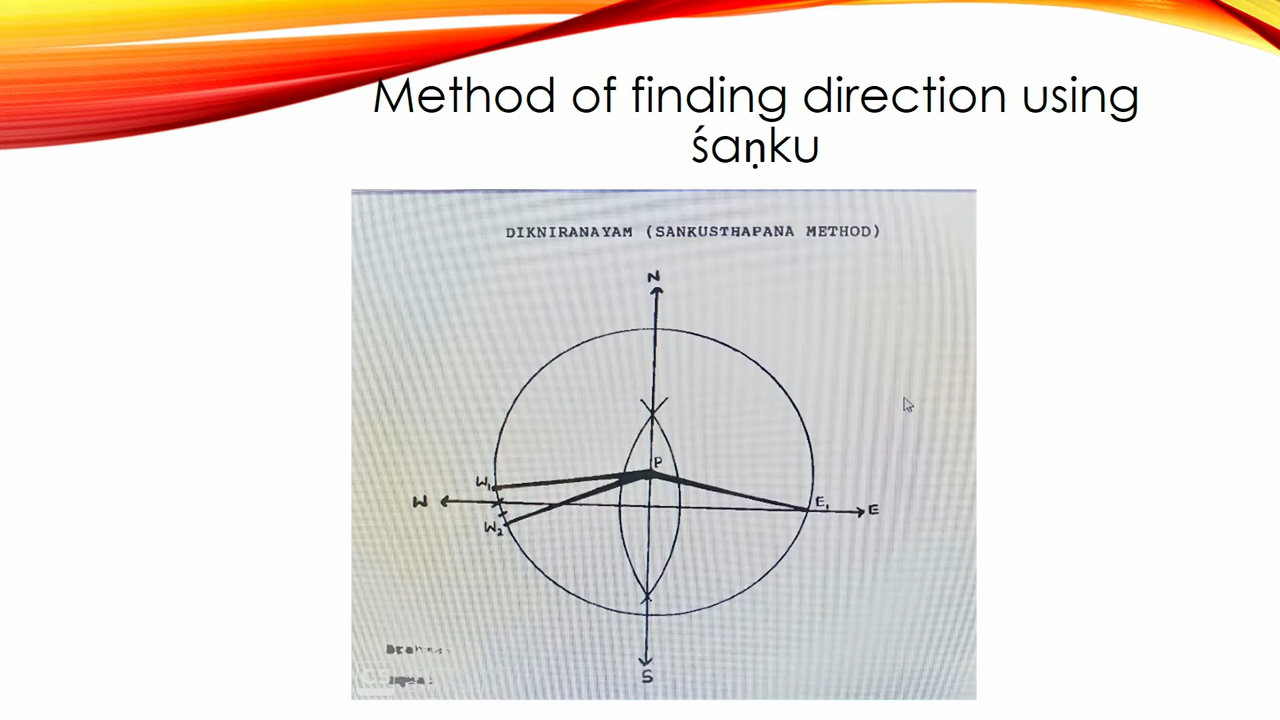 Method of finding direction using
śaṇku
DIKNIRANAYAM (SANKUSTHAPANA METHOD)
N
P
W₁
W
W₂
E₁
E
S